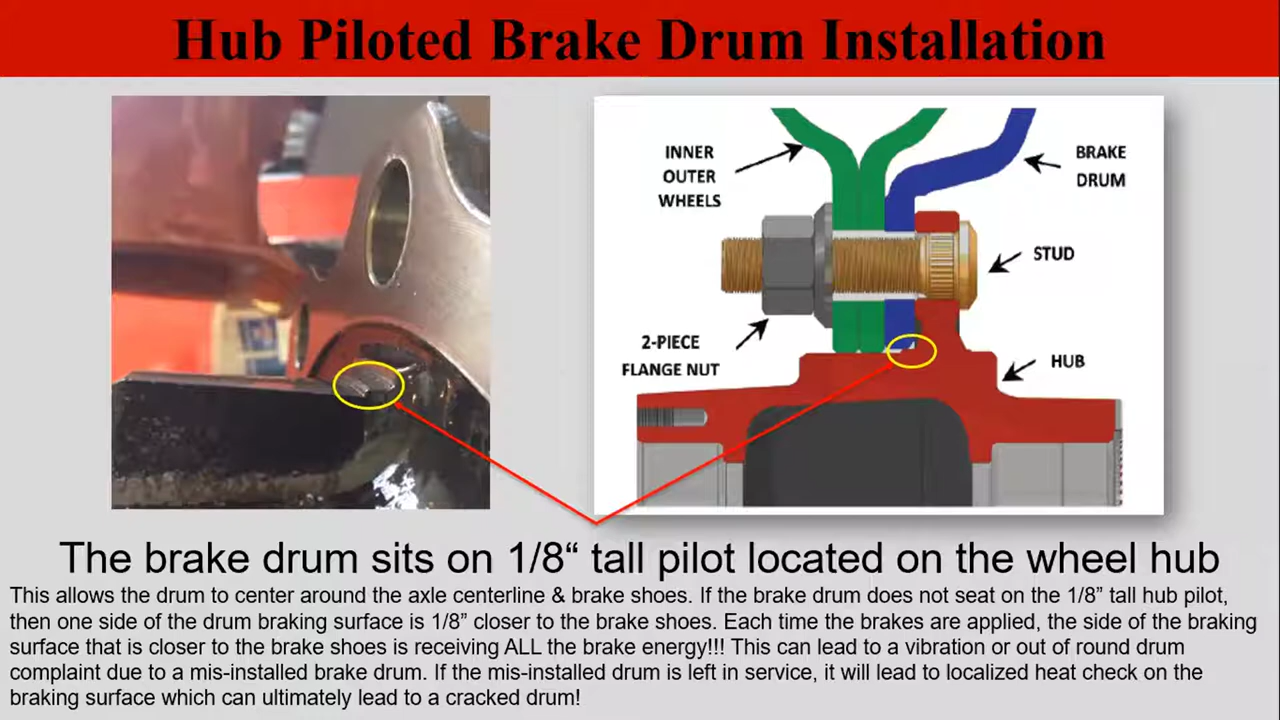 Hub Piloted Brake Drum Installation
INNER
OUTER
WHEELS
BRAKE
DRUM
STUD
2-PIECE
FLANGE NUT
HUB
The brake drum sits on 1/8“ tall pilot located on the wheel hub
This allows the drum to center around the axle centerline & brake shoes. If the brake drum does not seat on the 1/8” tall hub pilot,
then one side of the drum braking surface is 1/8” closer to the brake shoes. Each time the brakes are applied, the side of the braking
surface that is closer to the brake shoes is receiving ALL the brake energy!!! This can lead to a vibration or out of round drum
complaint due to a mis-installed brake drum. If the mis-installed drum is left in service, it will lead to localized heat check on the
braking surface which can ultimately lead to a cracked drum!